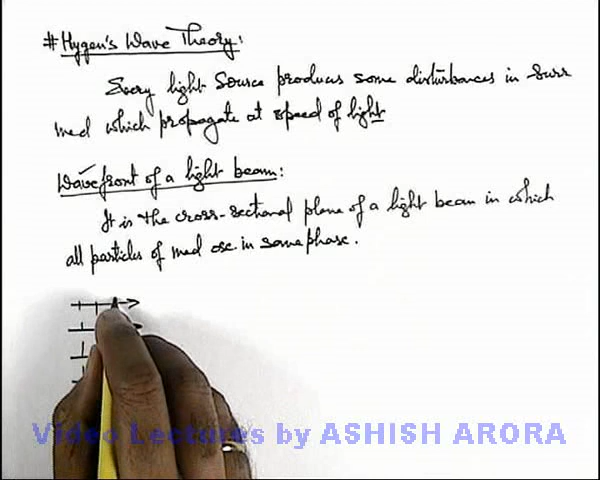 # Hygen's Wave Theory:
Every light source produces some disturbances in surr
med which propagate at speed of light
Wavefront of a light beam:
It is the cross-sectional plane of a light beam in which
all particles of med osc. in same phase.
Video Lectures by ASHISH ARORA